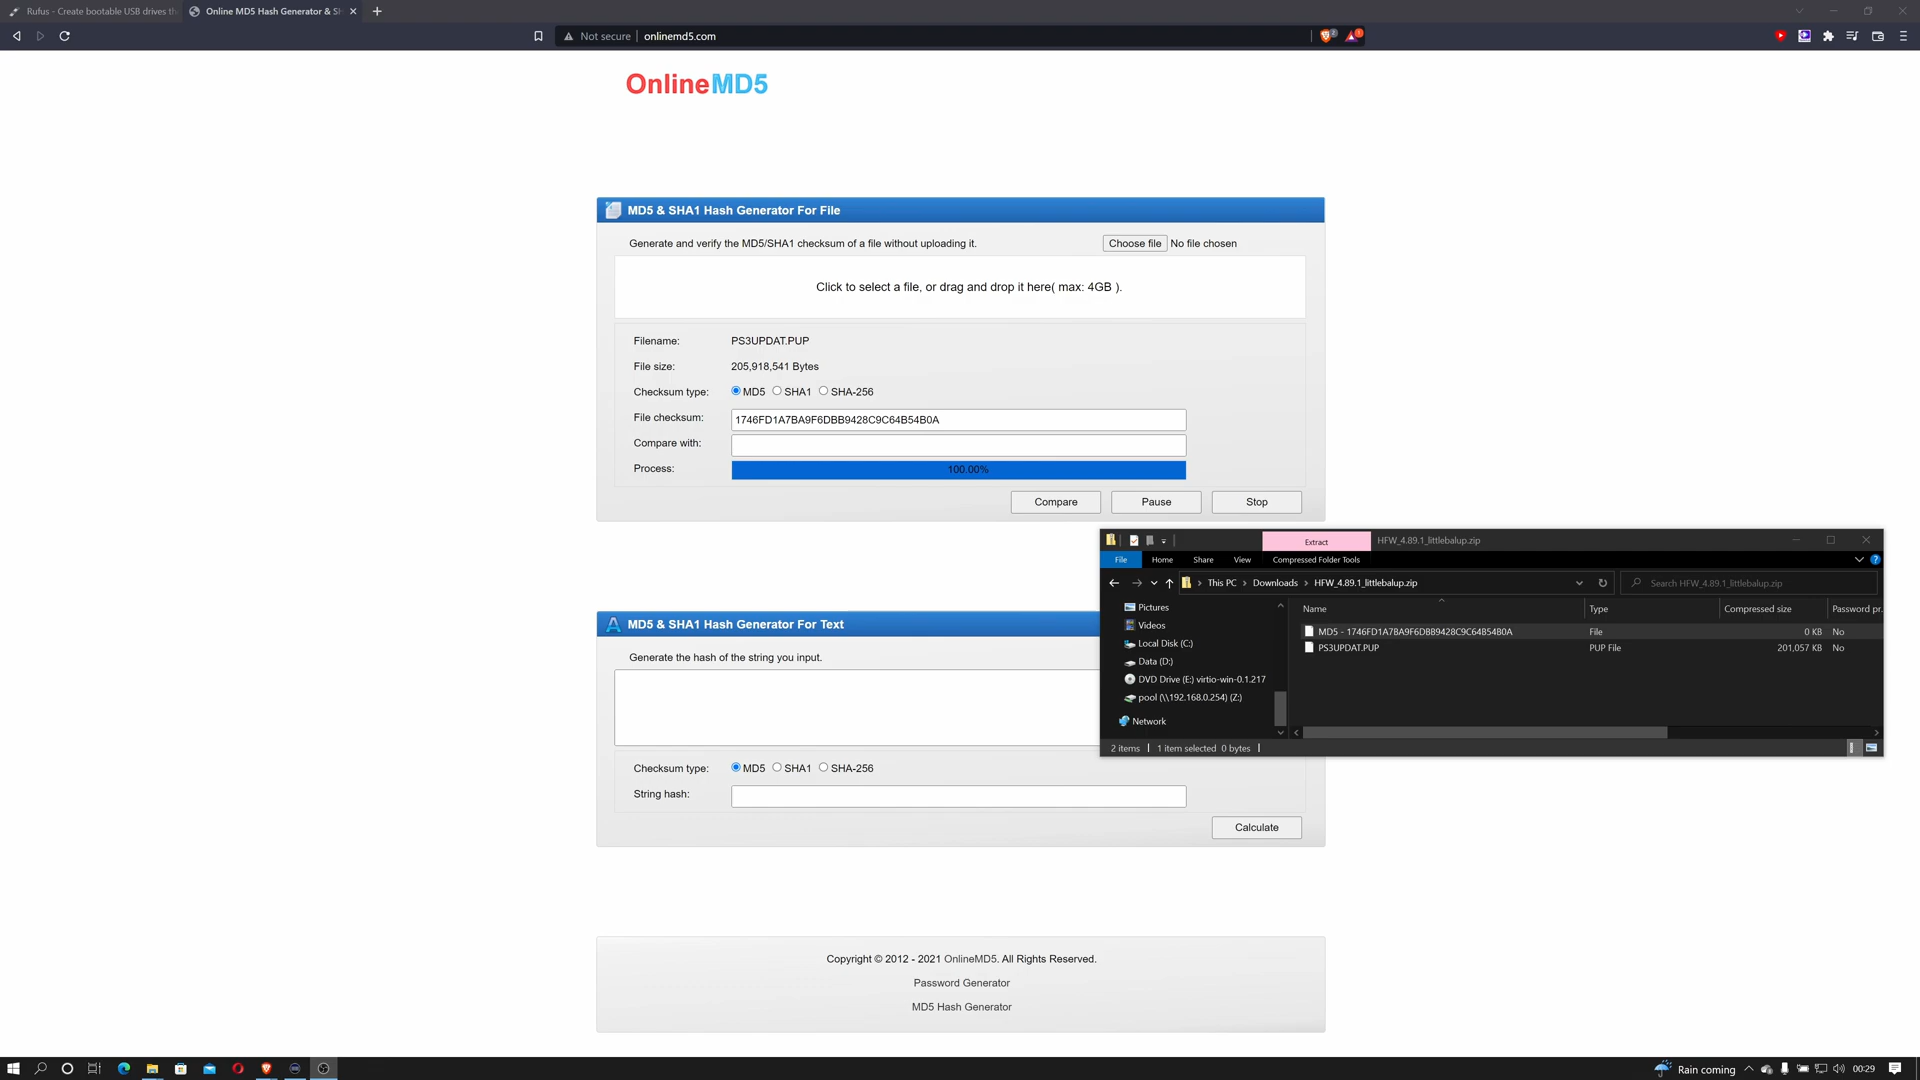 Rufus - Create bootable USB drives th
Online MD5 Hash Generator & SH
Not secure
onlinemd5.com
OnlineMD5
MD5 & SHA1 Hash Generator For File
Generate and verify the MD5/SHA1 checksum of a file without uploading it.
Choose file No file chosen
Click to select a file, or drag and drop it here( max: 4GB ).
Filename: PS3UPDAT.PUP
File size: 205,918,541 Bytes
Checksum type: MD5 SHA1 SHA-256
File checksum: 1746FD1A7BA9F6DBB9428C9C64B54B0A
Compare with:
Process: 100.00%
Compare Pause Stop
Extract HFW_4.89.1_littlebalup.zip
File Home Share View Compressed Folder Tools
This PC Downloads HFW_4.89.1_littlebalup.zip
Search HFW_4.89.1_littlebalup.zip
Pictures
Videos
Local Disk (C:)
Data (D:)
DVD Drive (E:) virtio-win-0.1.217
pool (\\192.168.0.254) (Z:)
Network
Name Type Compressed size Password pr...
MD5 - 1746FD1A7BA9F6DBB9428C9C64B54B0A File 0 KB No
PS3UPDAT.PUP PUP File 201,057 KB No
2 items 1 item selected 0 bytes
MD5 & SHA1 Hash Generator For Text
Generate the hash of the string you input.
Checksum type: MD5 SHA1 SHA-256
String hash:
Calculate
Copyright © 2012 - 2021 OnlineMD5. All Rights Reserved.
Password Generator
MD5 Hash Generator
Rain coming
00:29